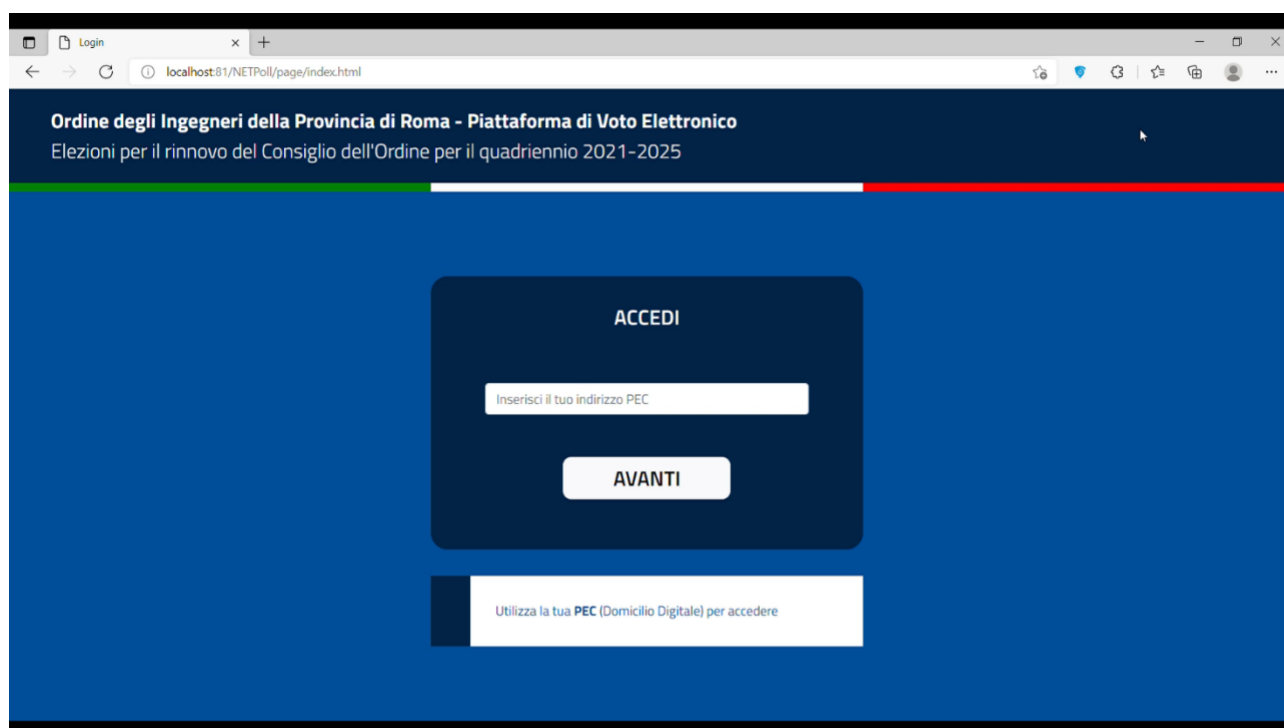 Login
localhost:81/NETPoll/page/index.html
Ordine degli Ingegneri della Provincia di Roma - Piattaforma di Voto Elettronico
Elezioni per il rinnovo del Consiglio dell'Ordine per il quadriennio 2021-2025
ACCEDI
Inserisci il tuo indirizzo PEC
AVANTI
Utilizza la tua PEC (Domicilio Digitale) per accedere